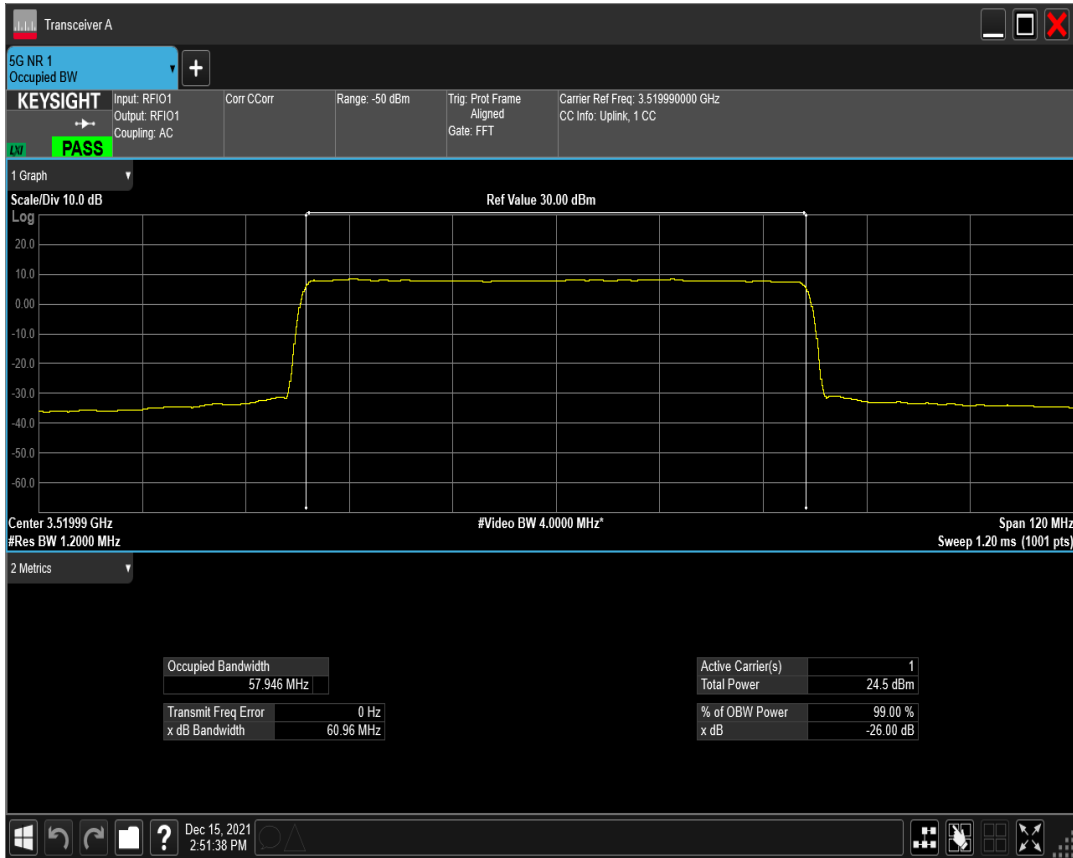 Transceiver A
5G NR 1
Occupied BW
KEYSIGHT
LXI
PASS
Input: RFIO1
Output: RFIO1
Coupling: AC
Corr CCorr
Range: -50 dBm
Trig: Prot Frame
Aligned
Gate: FFT
Carrier Ref Freq: 3.519990000 GHz
CC Info: Uplink, 1 CC
1 Graph
Scale/Div 10.0 dB
Ref Value 30.00 dBm
Log
20.0
10.0
0.00
-10.0
-20.0
-30.0
-40.0
-50.0
-60.0
Center 3.51999 GHz
#Video BW 4.0000 MHz*
Span 120 MHz
#Res BW 1.2000 MHz
Sweep 1.20 ms (1001 pts)
2 Metrics
Occupied Bandwidth
57.946 MHz
Transmit Freq Error 0 Hz
x dB Bandwidth 60.96 MHz
Active Carrier(s) 1
Total Power 24.5 dBm
% of OBW Power 99.00 %
x dB -26.00 dB
?
Dec 15, 2021
2:51:38 PM